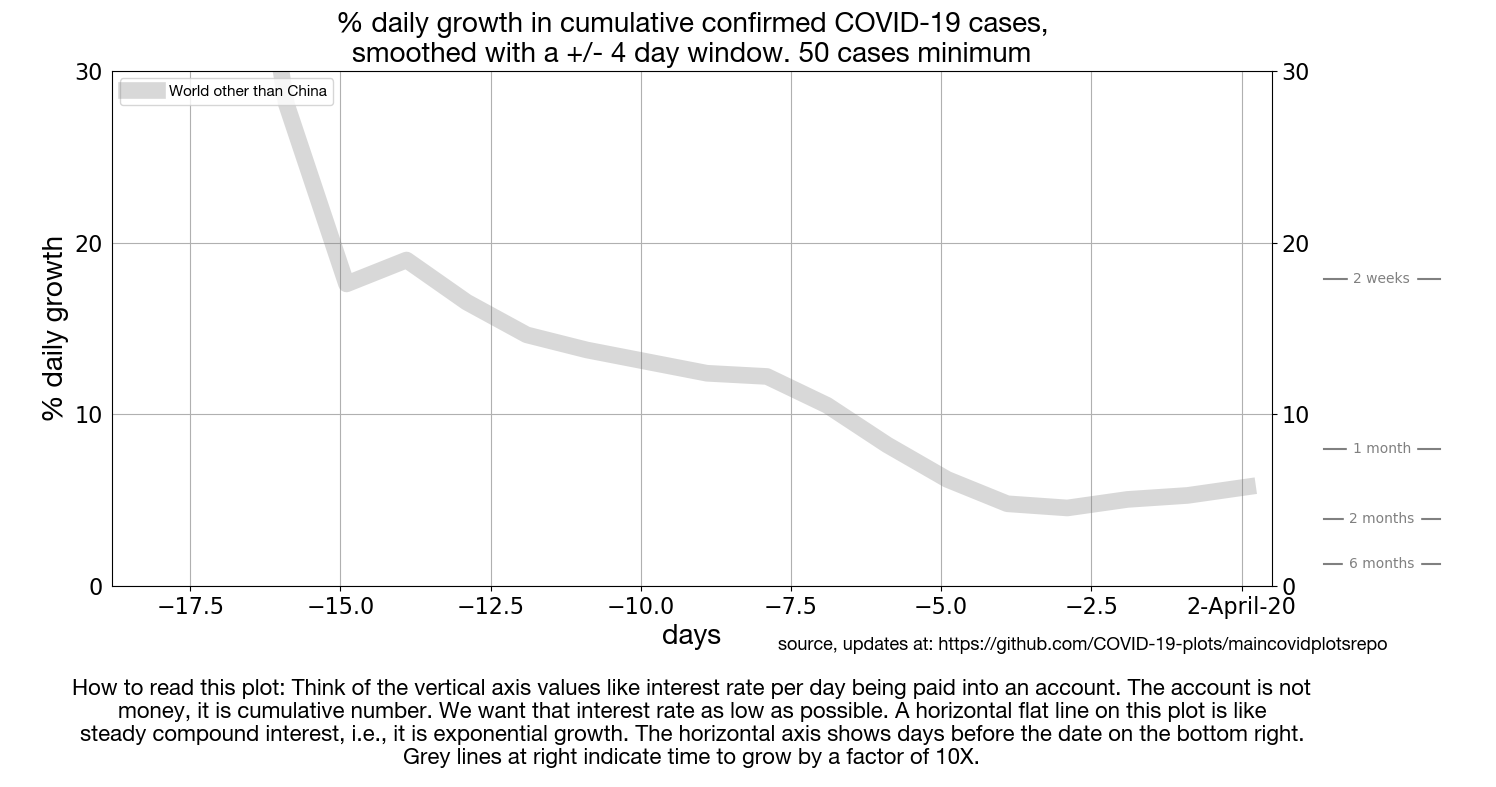 % daily growth in cumulative confirmed COVID-19 cases,
smoothed with a +/- 4 day window. 50 cases minimum
World other than China
% daily growth
30
20
10
0
30
20
10
0
2 weeks
1 month
2 months
6 months
−17.5
−15.0
−12.5
−10.0
−7.5
−5.0
−2.5
2-April-20
days
source, updates at: https://github.com/COVID-19-plots/maincovidplotsrepo
How to read this plot: Think of the vertical axis values like interest rate per day being paid into an account. The account is not
money, it is cumulative number. We want that interest rate as low as possible. A horizontal flat line on this plot is like
steady compound interest, i.e., it is exponential growth. The horizontal axis shows days before the date on the bottom right.
Grey lines at right indicate time to grow by a factor of 10X.